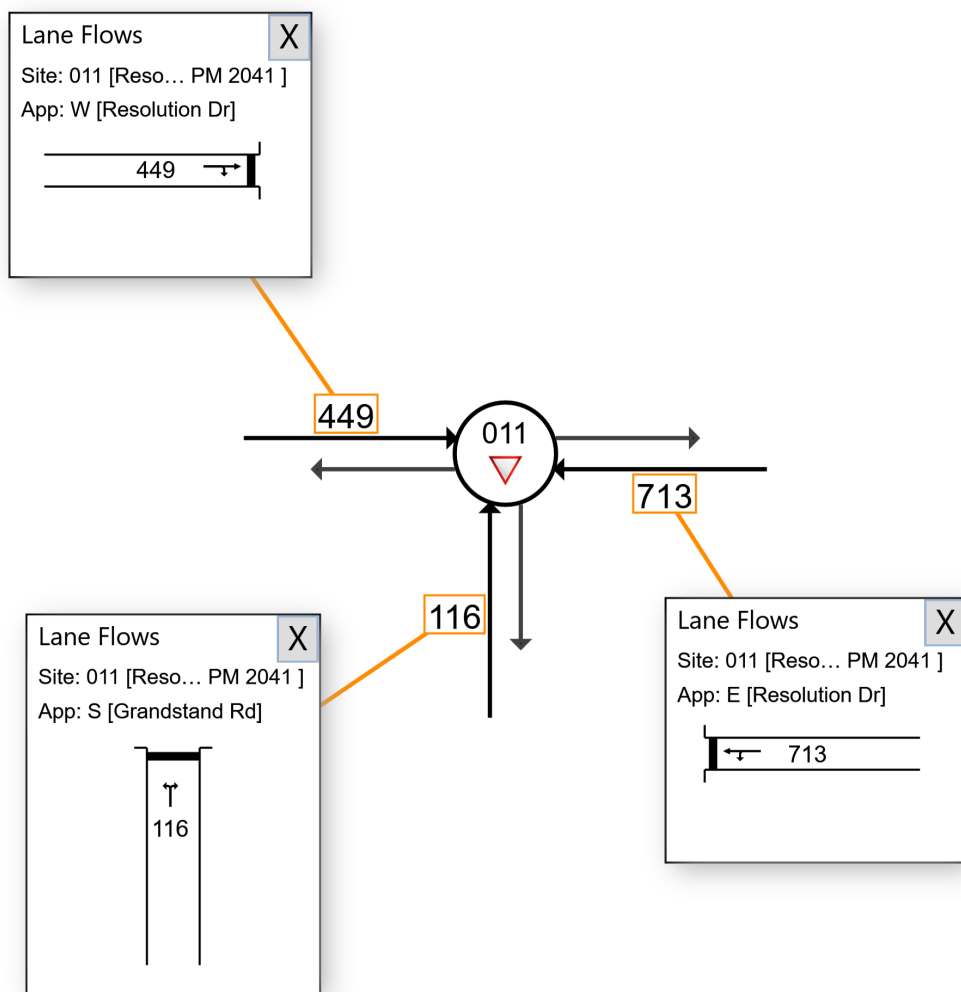 Lane Flows
X
Site: 011 [Reso... PM 2041 ]
App: W [Resolution Dr]
449
449
011
713
116
Lane Flows
X
Site: 011 [Reso... PM 2041 ]
App: S [Grandstand Rd]
116
Lane Flows
X
Site: 011 [Reso... PM 2041 ]
App: E [Resolution Dr]
713